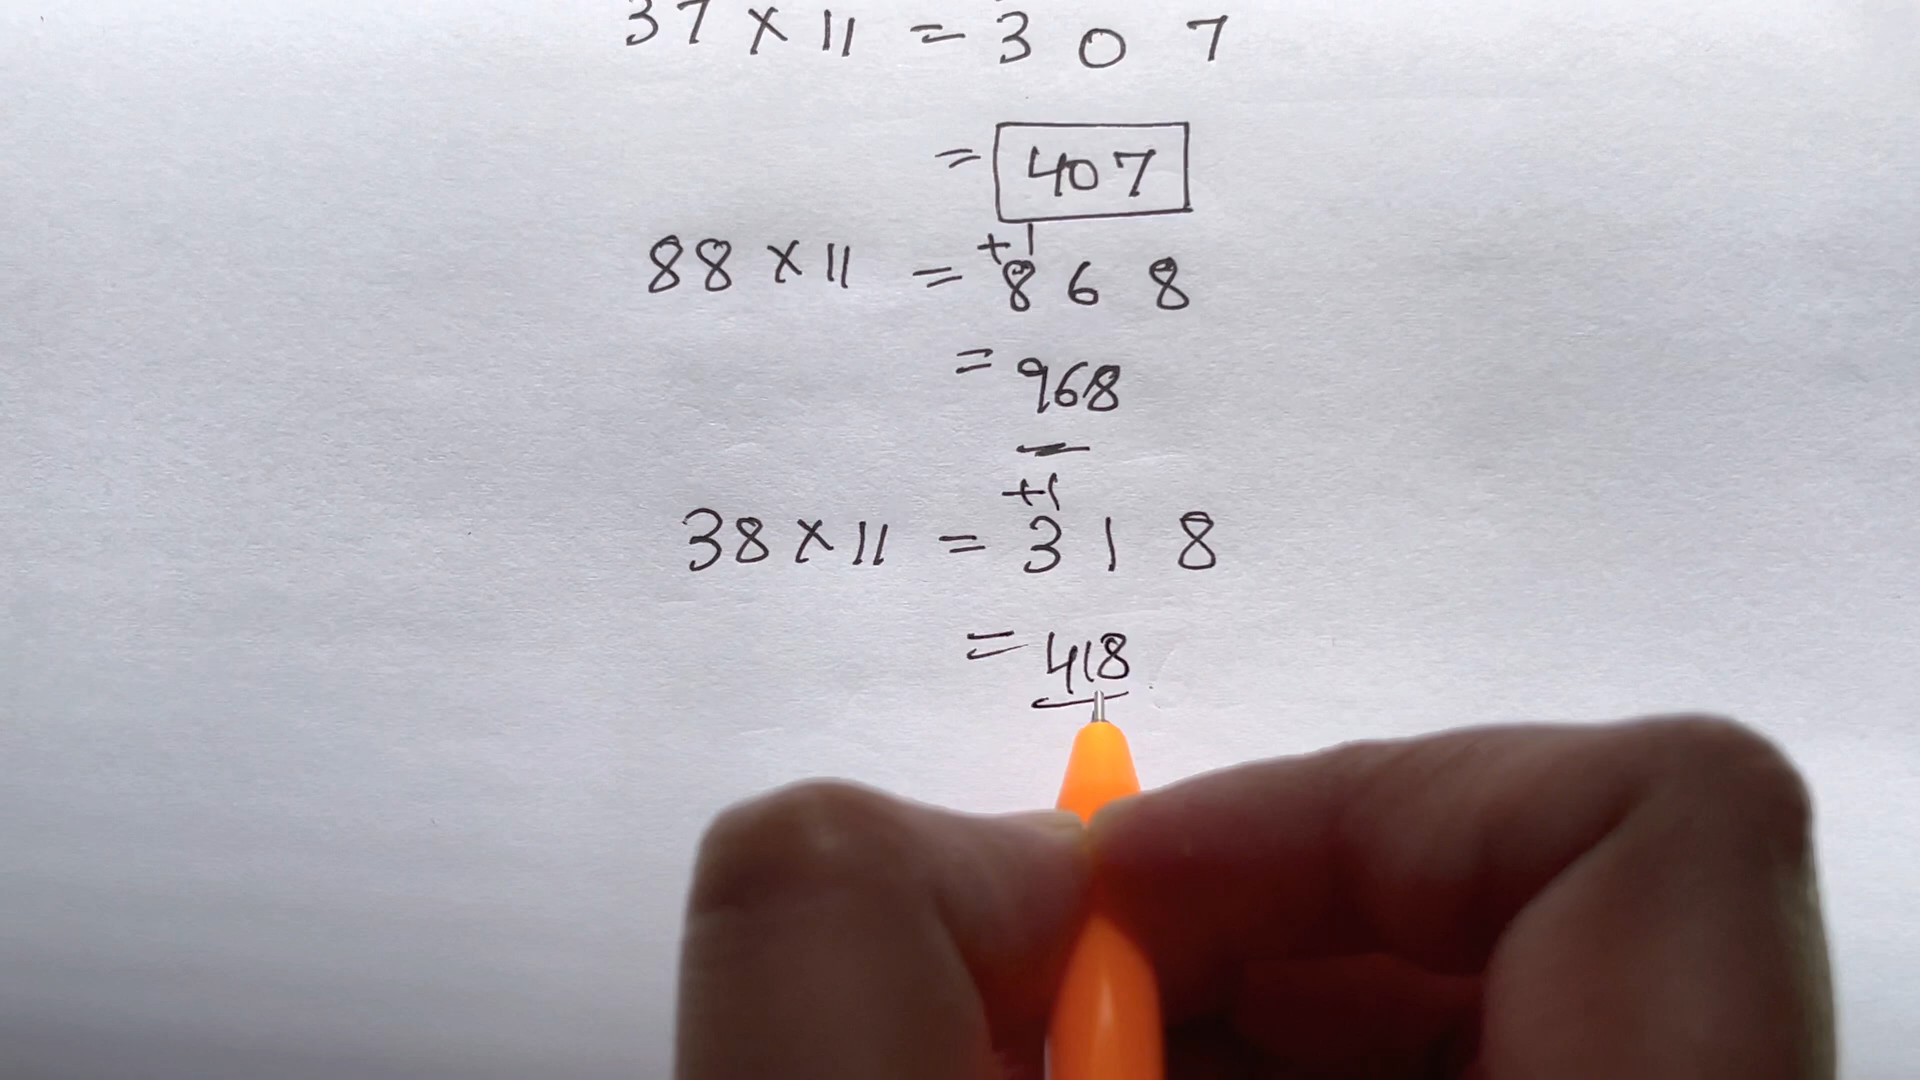 37 × 11 = 3 0 7
= 407
+1
88 × 11 = 8 6 8
= 968
+1
38 × 11 = 3 1 8
= 418